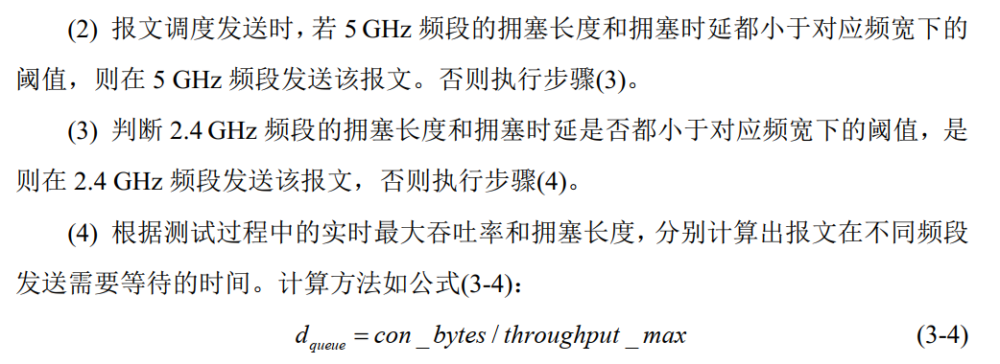 (2) 报文调度发送时，若 5 GHz 频段的拥塞长度和拥塞时延都小于对应频宽下的
阈值，则在 5 GHz 频段发送该报文。否则执行步骤(3)。
(3) 判断 2.4 GHz 频段的拥塞长度和拥塞时延是否都小于对应频宽下的阈值，是
则在 2.4 GHz 频段发送该报文，否则执行步骤(4)。
(4) 根据测试过程中的实时最大吞吐率和拥塞长度，分别计算出报文在不同频段
发送需要等待的时间。计算方法如公式(3-4)：
d_queue = con _ bytes / throughput _ max (3-4)